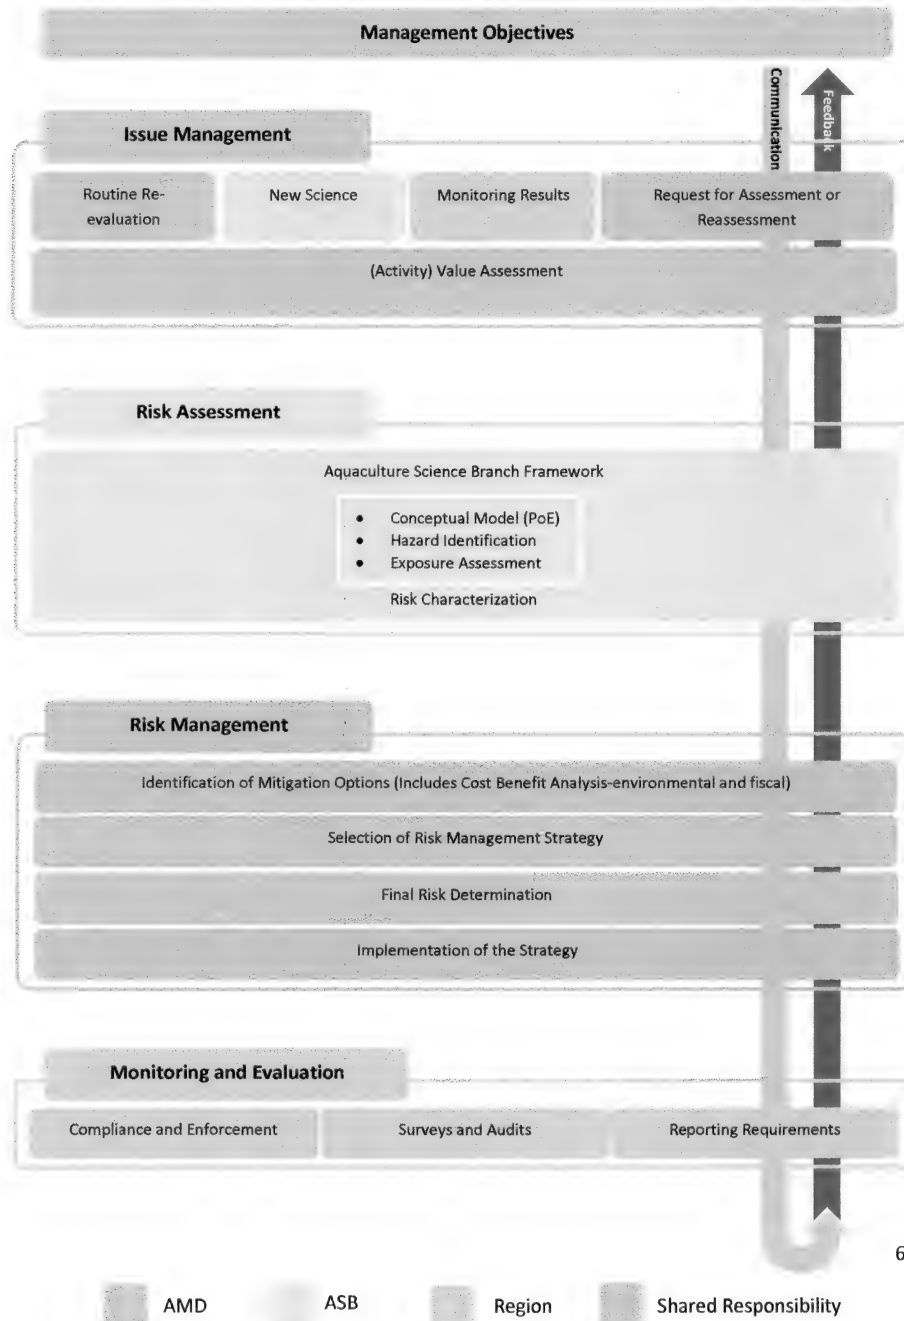 Management Objectives
Communication
Feedback
Issue Management
Routine Re-
evaluation
New Science
Monitoring Results
Request for Assessment or
Reassessment
(Activity) Value Assessment
Risk Assessment
Aquaculture Science Branch Framework
• Conceptual Model (PoE)
• Hazard Identification
• Exposure Assessment
Risk Characterization
Risk Management
Identification of Mitigation Options (Includes Cost Benefit Analysis-environmental and fiscal)
Selection of Risk Management Strategy
Final Risk Determination
Implementation of the Strategy
Monitoring and Evaluation
Compliance and Enforcement
Surveys and Audits
Reporting Requirements
6
AMD
ASB
Region
Shared Responsibility